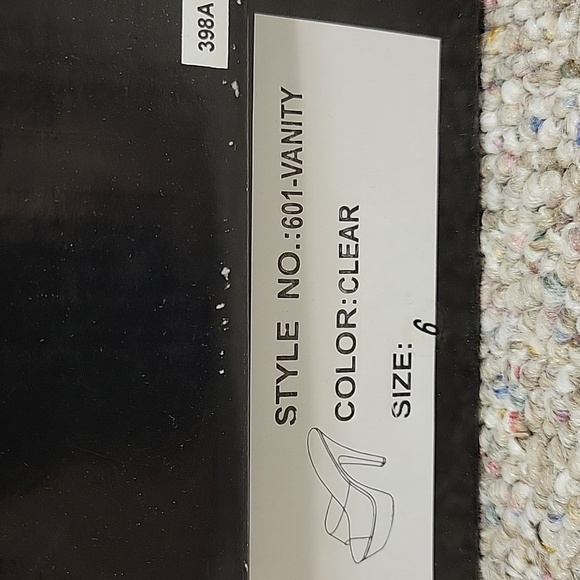 398A
STYLE NO.:601-VANITY
COLOR:CLEAR
SIZE: 6